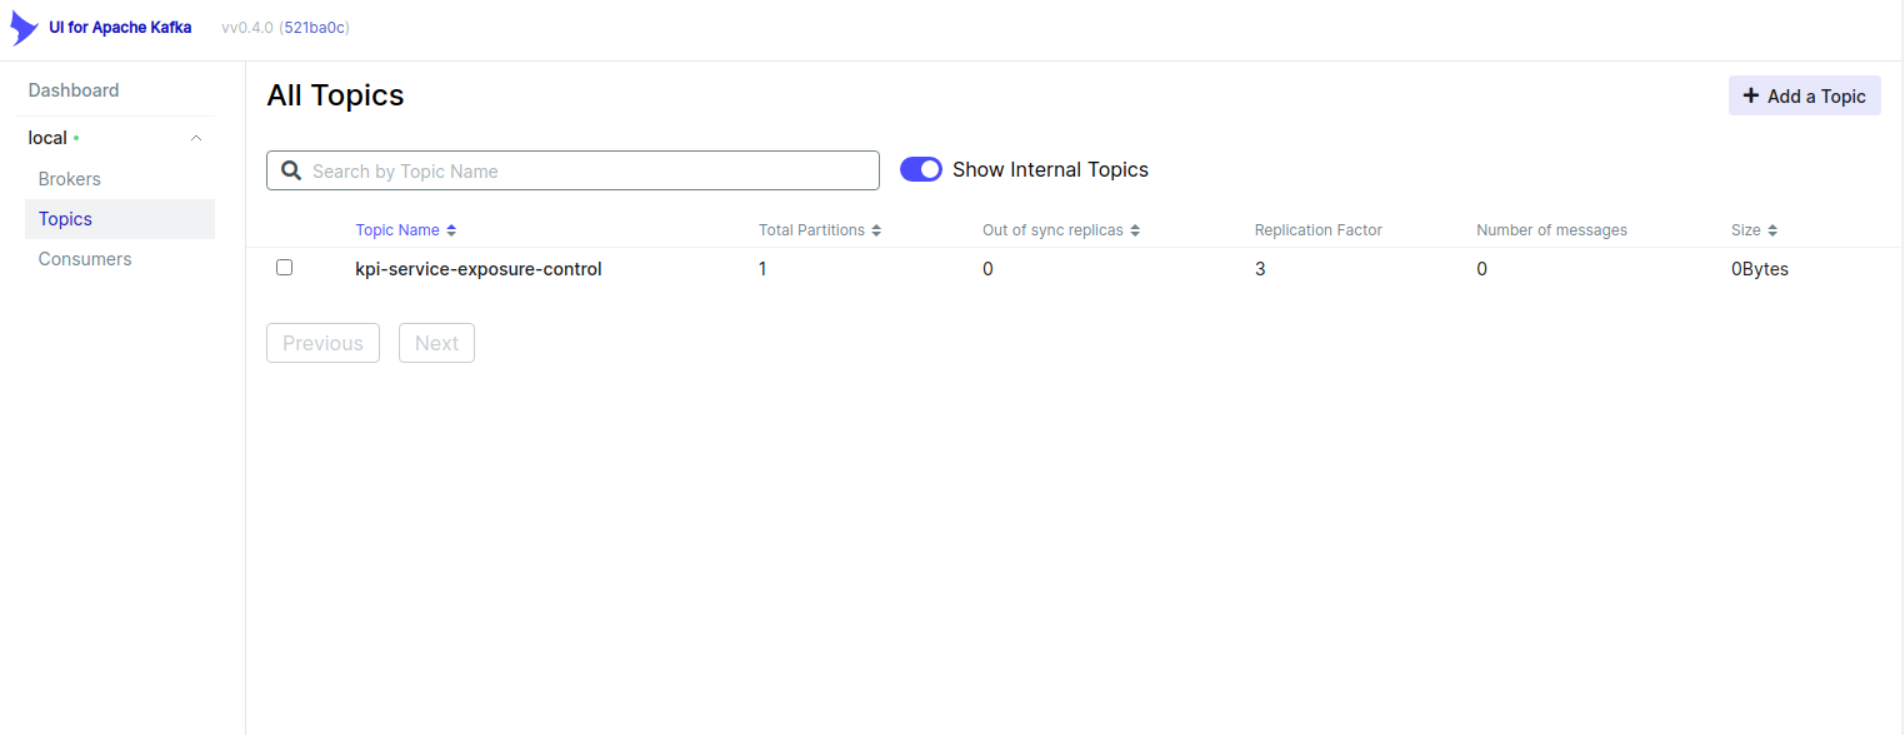 UI for Apache Kafka vv0.4.0 (521ba0c)
Dashboard
local
Brokers
Topics
Consumers
All Topics
+ Add a Topic
Search by Topic Name
Show Internal Topics
Topic Name Total Partitions Out of sync replicas Replication Factor Number of messages Size
kpi-service-exposure-control 1 0 3 0 0Bytes
Previous Next